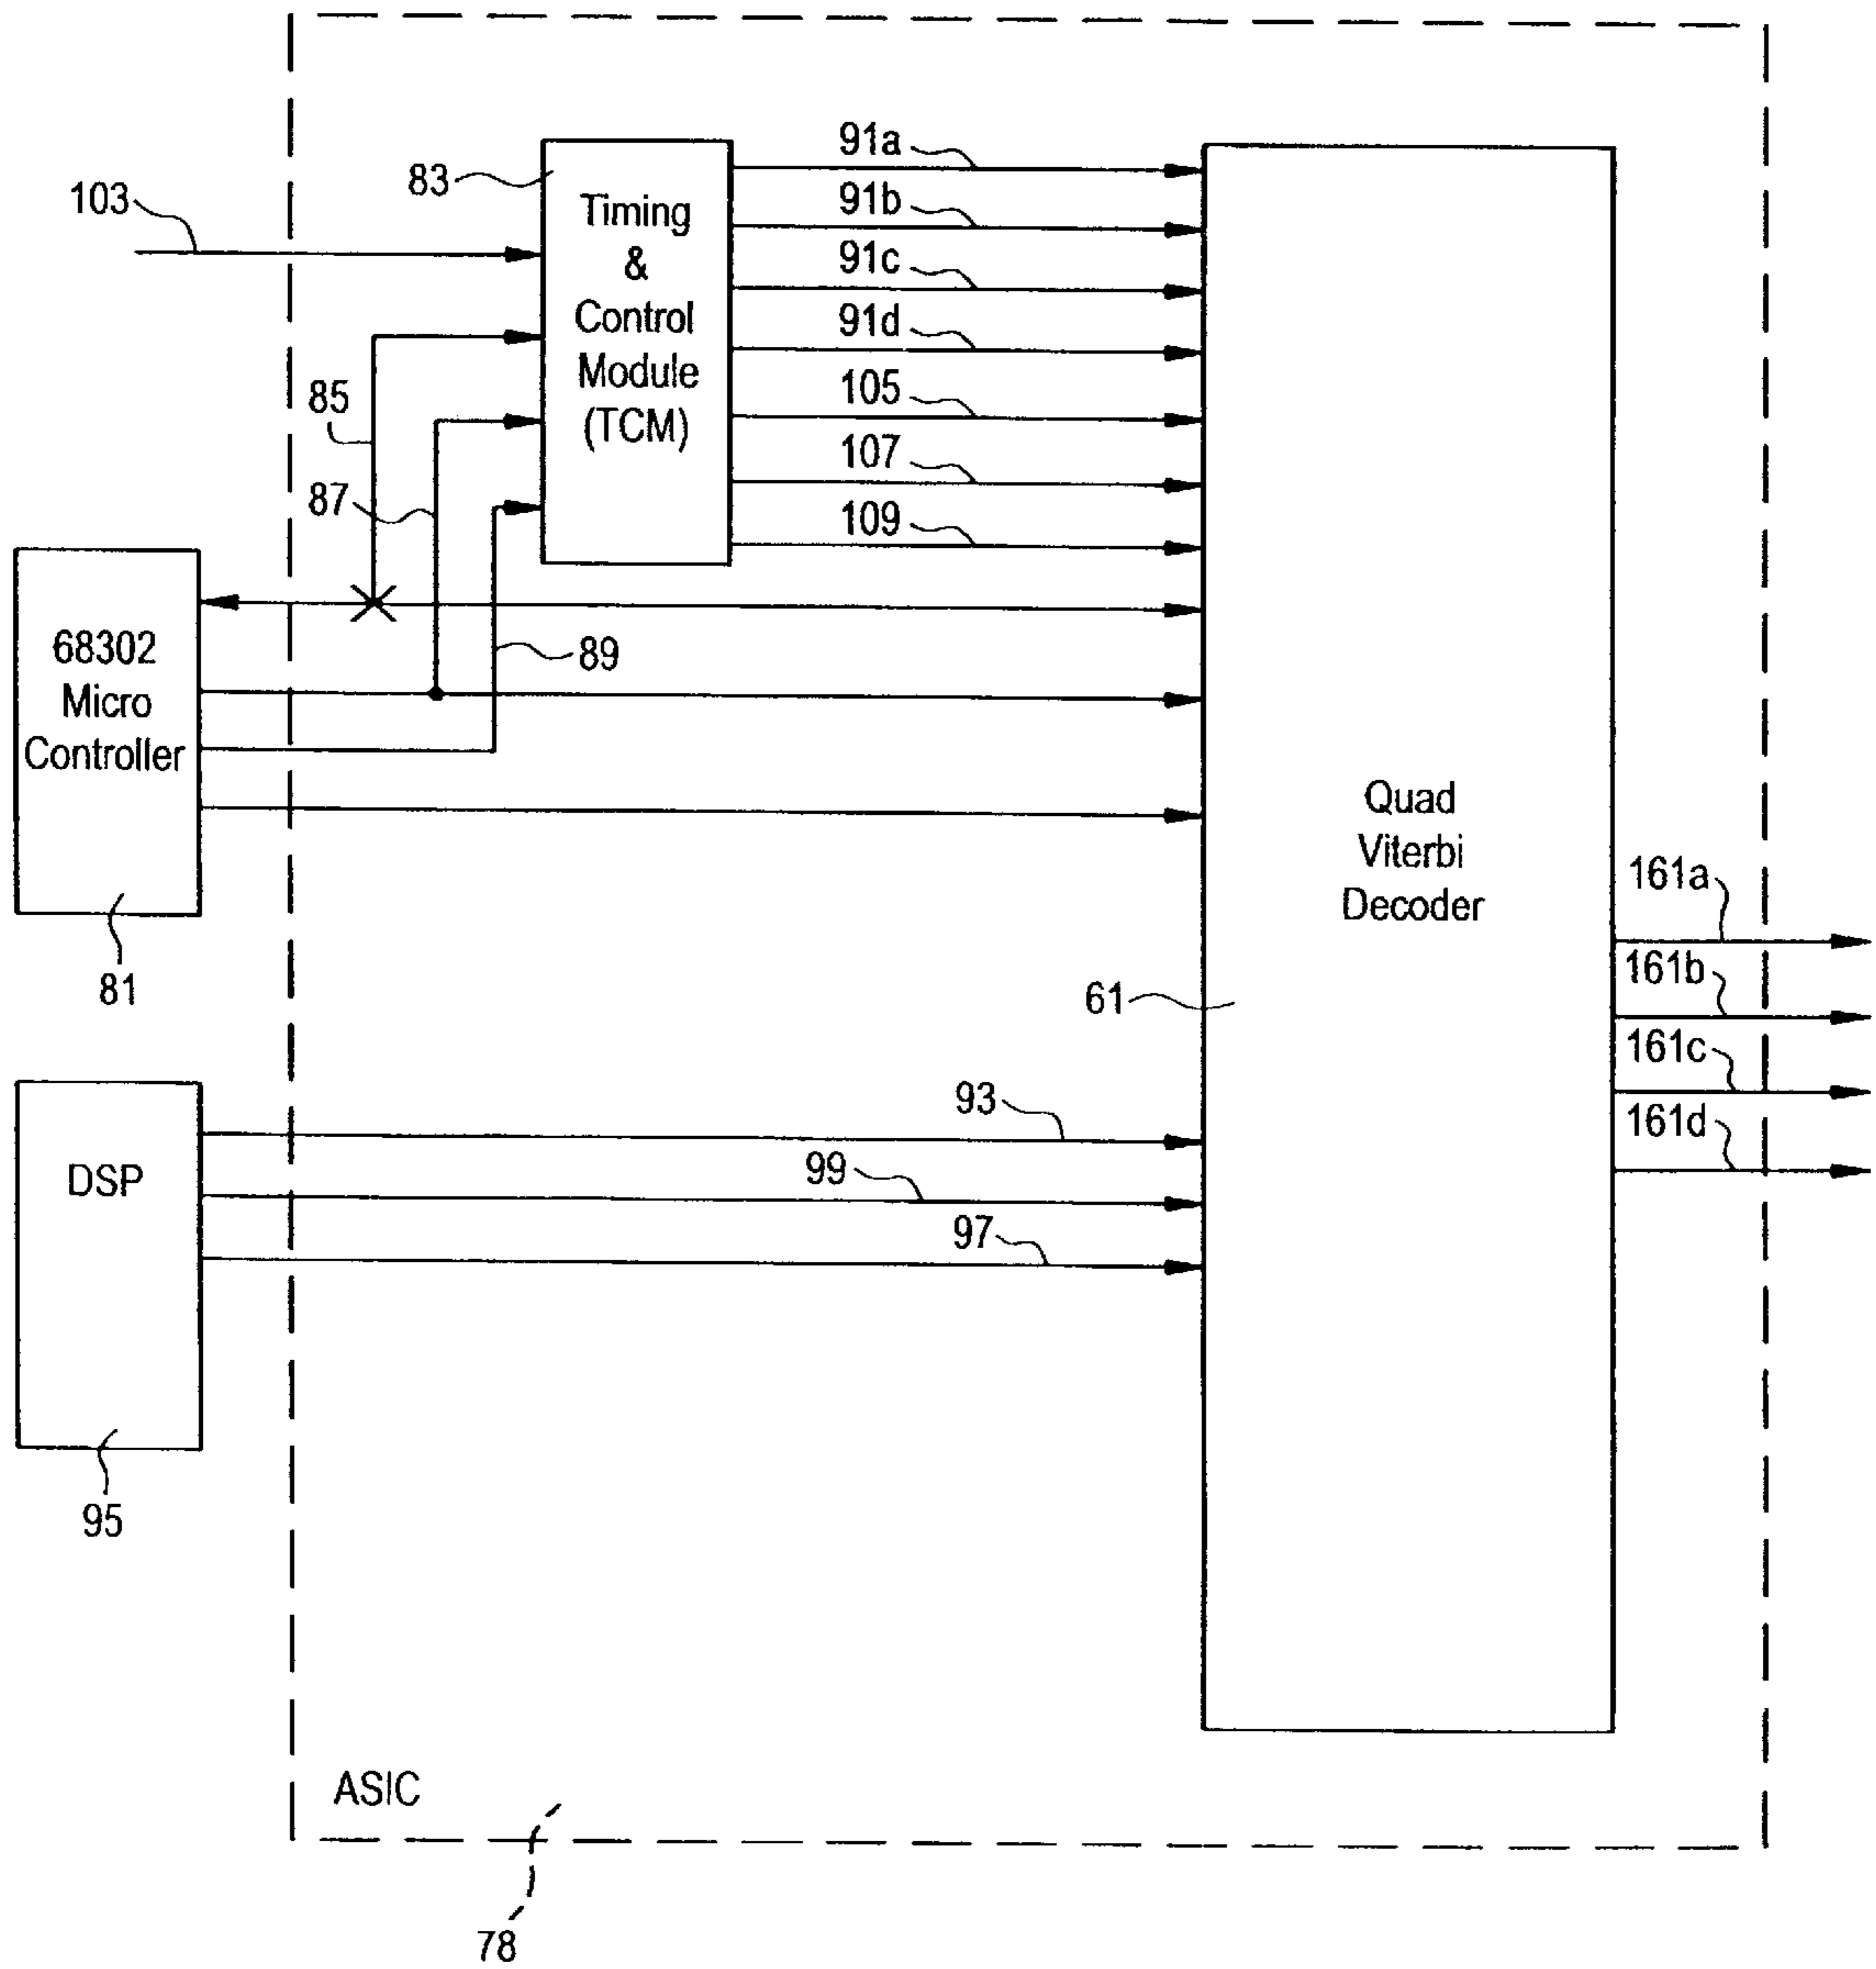 91a
83
Timing
&
Control
Module
(TCM)
103
91b
91c
91d
85
105
87
107
109
68302
Micro
Controller
89
81
Quad
Viterbi
Decoder
61
161a
161b
161c
161d
DSP
93
99
97
95
ASIC
78